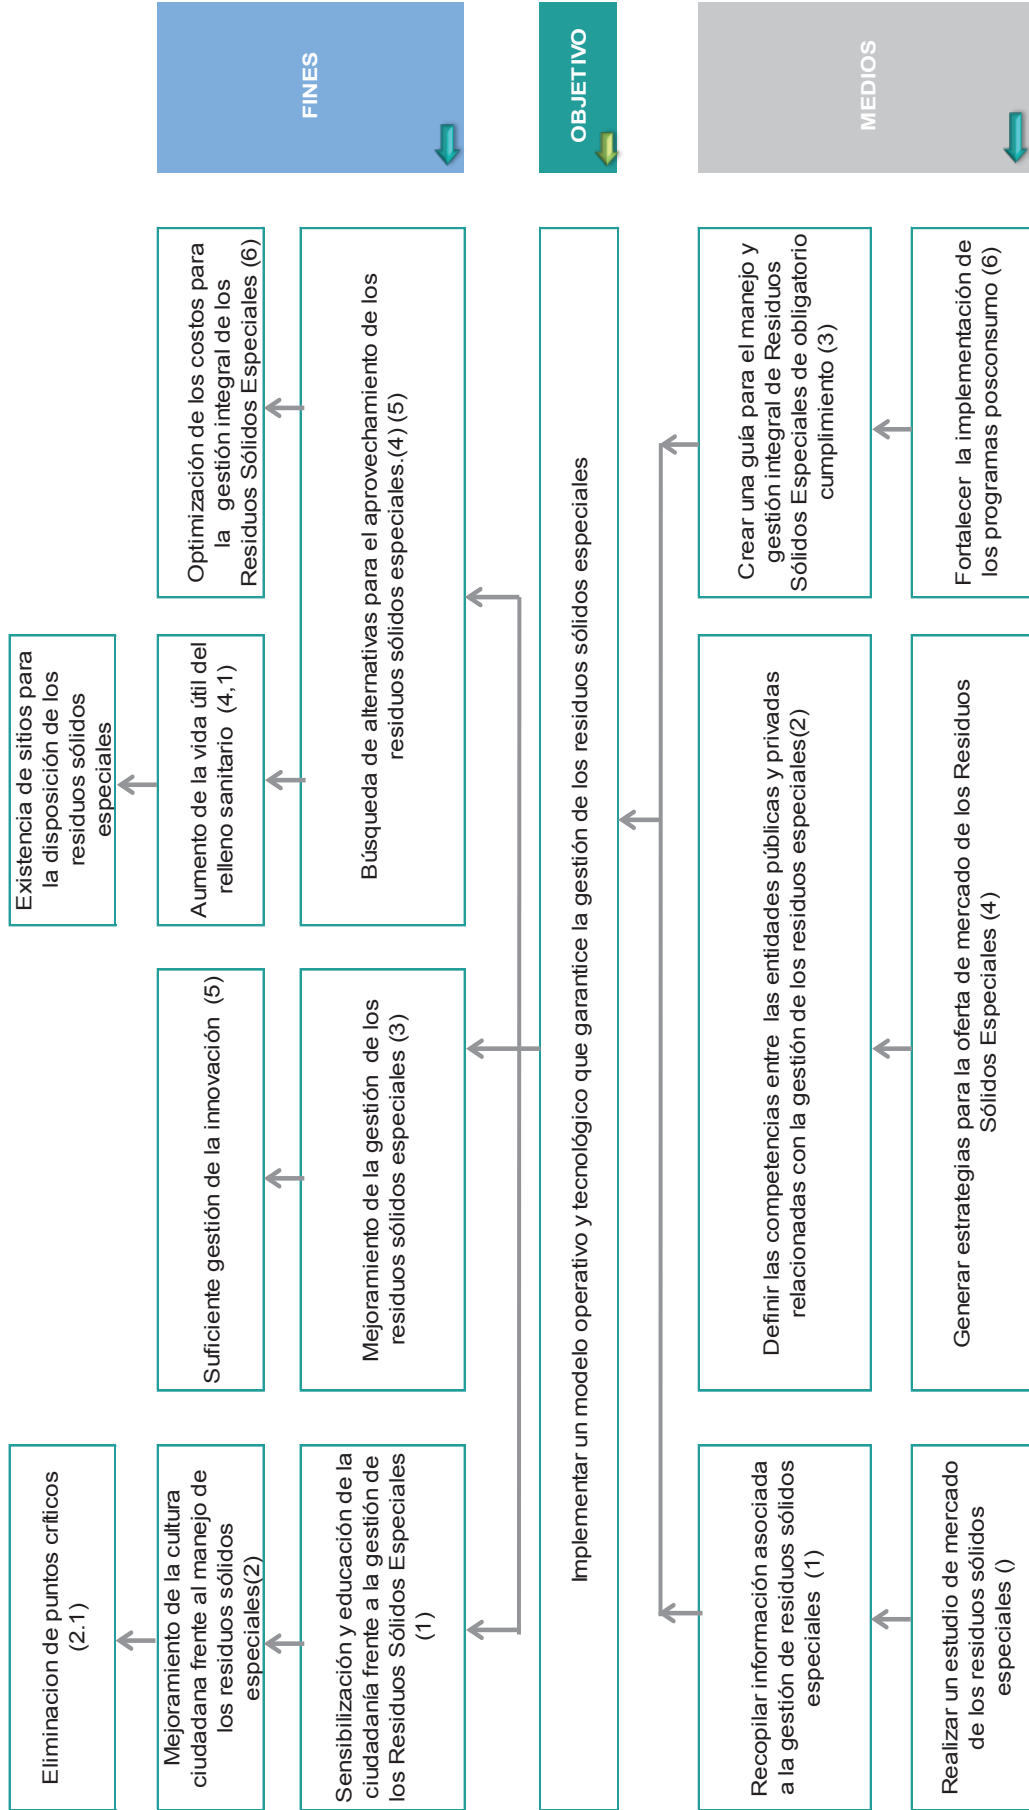 Eliminacion de puntos críticos
(2.1)
Existencia de sitios para
la disposición de los
residuos sólidos
especiales
FINES
Mejoramiento de la cultura
ciudadana frente al manejo de
los residuos sólidos
especiales(2)
Suficiente gestión de la innovación (5)
Aumento de la vida útil del
relleno sanitario (4,1)
Optimización de los costos para
la gestión integral de los
Residuos Sólidos Especiales (6)
Sensibilización y educación de la
ciudadanía frente a la gestión de
los Residuos Sólidos Especiales
(1)
Mejoramiento de la gestión de los
residuos sólidos especiales (3)
Búsqueda de alternativas para el aprovechamiento de los
residuos sólidos especiales.(4) (5)
Implementar un modelo operativo y tecnológico que garantice la gestión de los residuos sólidos especiales
OBJETIVO
Recopilar información asociada
a la gestión de residuos sólidos
especiales (1)
Definir las competencias entre las entidades públicas y privadas
relacionadas con la gestión de los residuos especiales(2)
Crear una guía para el manejo y
gestión integral de Residuos
Sólidos Especiales de obligatorio
cumplimiento (3)
MEDIOS
Realizar un estudio de mercado
de los residuos sólidos
especiales ()
Generar estrategias para la oferta de mercado de los Residuos
Sólidos Especiales (4)
Fortalecer la implementación de
los programas posconsumo (6)